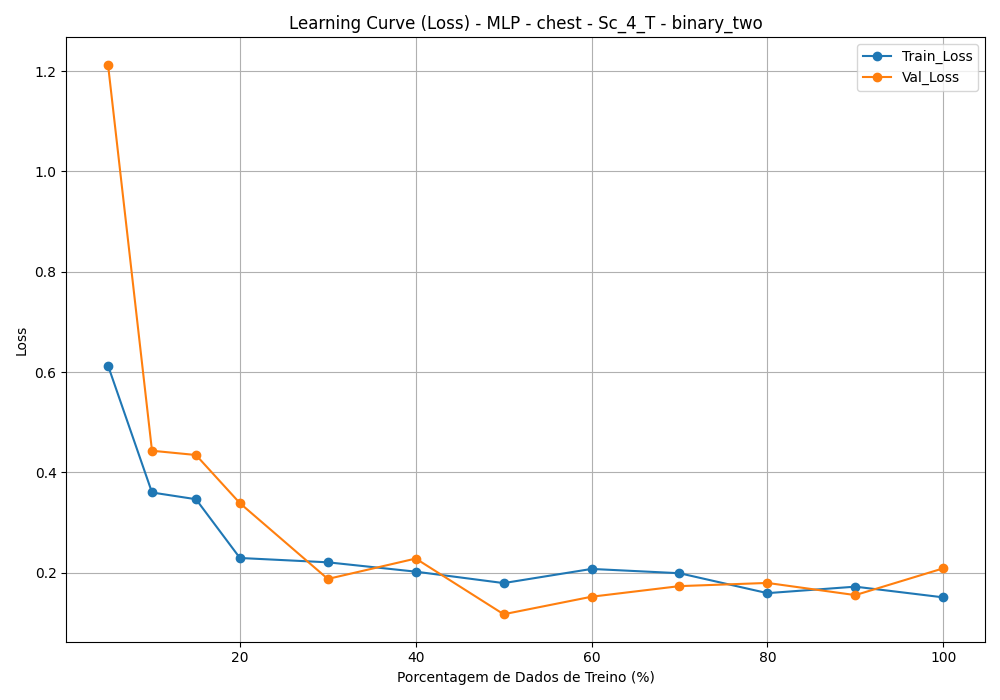 Learning Curve (Loss) - MLP - chest - Sc_4_T - binary_two
Train_Loss
Val_Loss
1.2
1.0
0.8
0.6
0.4
0.2
Loss
20 40 60 80 100
Porcentagem de Dados de Treino (%)